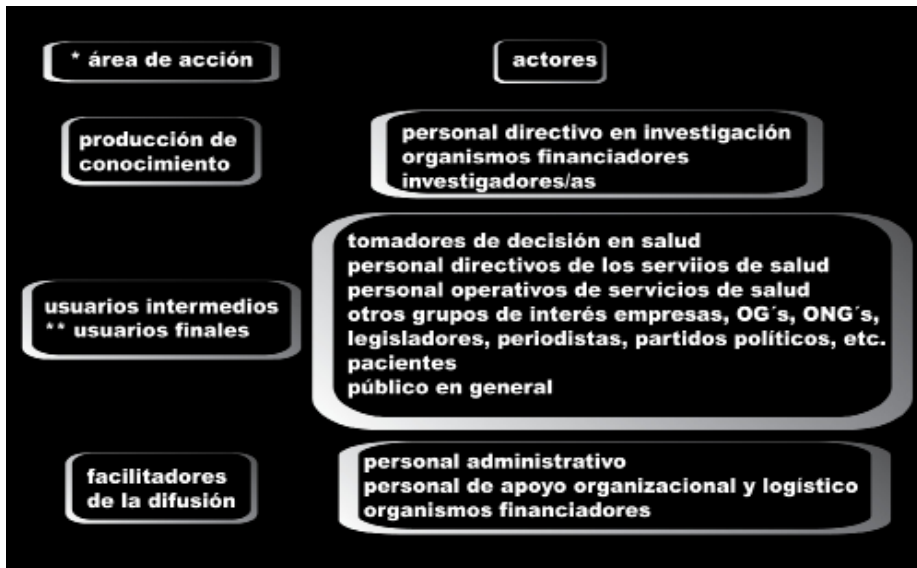 * área de acción
actores
producción de
conocimiento
personal directivo en investigación
organismos financiadores
investigadores/as
usuarios intermedios
** usuarios finales
tomadores de decisión en salud
personal directivos de los serviios de salud
personal operativos de servicios de salud
otros grupos de interés empresas, OG´s, ONG´s,
legisladores, periodistas, partidos políticos, etc.
pacientes
público en general
facilitadores
de la difusión
personal administrativo
personal de apoyo organizacional y logístico
organismos financiadores